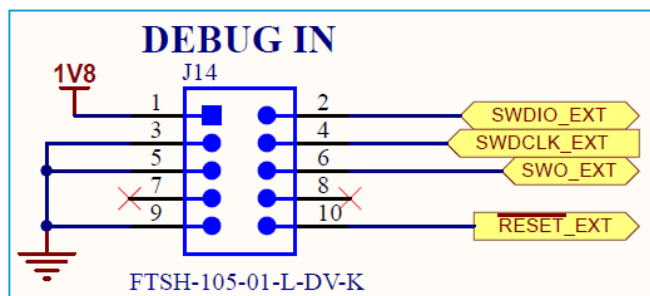 DEBUG IN
J14
1V8
1 2 SWDIO_EXT
3 4 SWDCLK_EXT
5 6 SWO_EXT
7 8
9 10 RESET_EXT
FTSH-105-01-L-DV-K